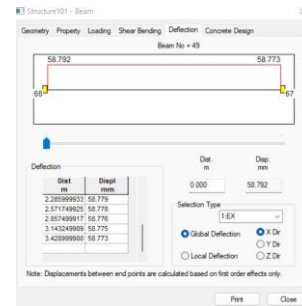 Structure101 - Beam
Geometry Property Loading Shear Bending Deflection Concrete Design
Beam No = 49
58.792 58.773
66 67
Deflection
Dist. Disp.
m mm
0.000 58.792
Dist Displ
m mm
2.285999933 58.779
2.571749925 58.778
2.857499917 58.776
3.143249909 58.775
3.428999900 58.773
Selection Type
1:EX
Global Deflection
Local Deflection
X Dir
Y Dir
Z Dir
Note: Displacements between end points are calculated based on first order effects only.
Print Close